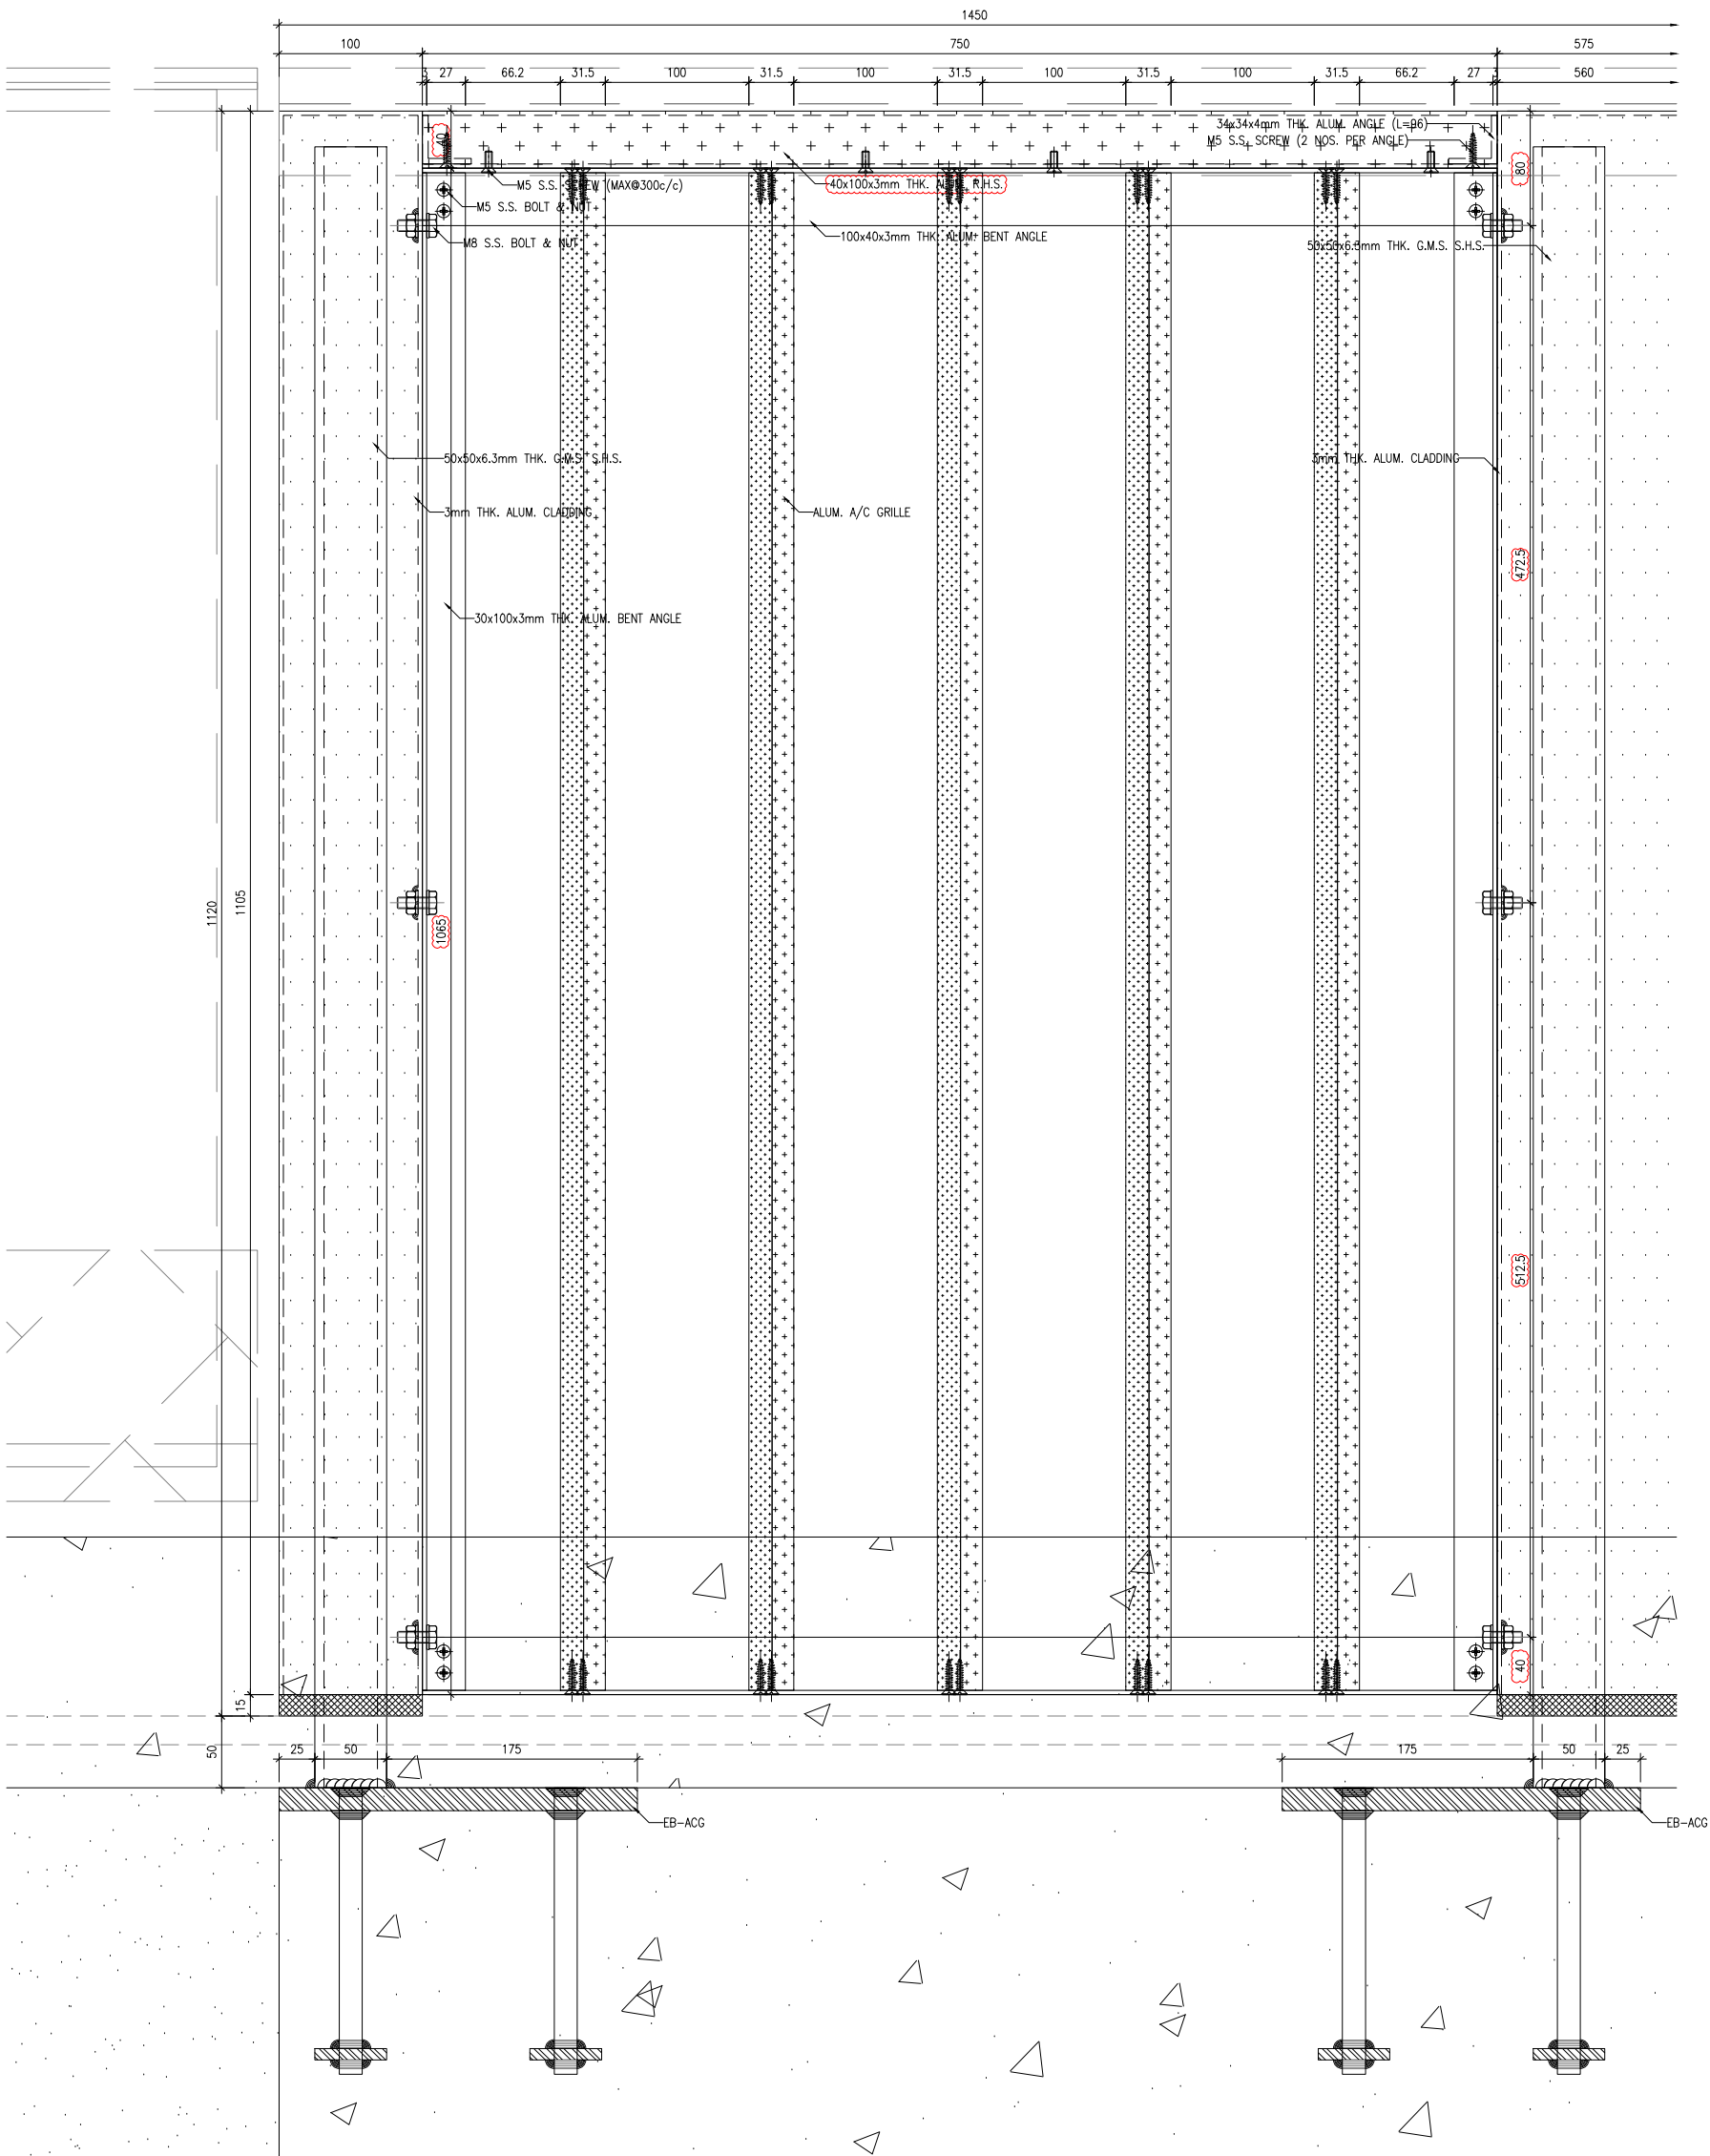 1450
100
750
575
3
27
66.2
31.5
100
31.5
100
31.5
100
31.5
100
31.5
66.2
27
3
560
40
34x34x4mm THK. ALUM. ANGLE (L=96)
M5 S.S. SCREW (2 NOS. PER ANGLE)
80
M5 S.S. SCREW (MAX@300c/c)
40x100x3mm THK. ALUM. R.H.S.
M5 S.S. BOLT & NUT
100x40x3mm THK. ALUM. BENT ANGLE
M8 S.S. BOLT & NUT
50x50x6.3mm THK. G.M.S. S.H.S.
50x50x6.3mm THK. G.M.S. S.H.S.
3mm THK. ALUM. CLADDING
3mm THK. ALUM. CLADDING
ALUM. A/C GRILLE
472.5
30x100x3mm THK. ALUM. BENT ANGLE
1120
1105
1065
512.5
40
15
50
25
50
175
175
50
25
EB-ACG
EB-ACG